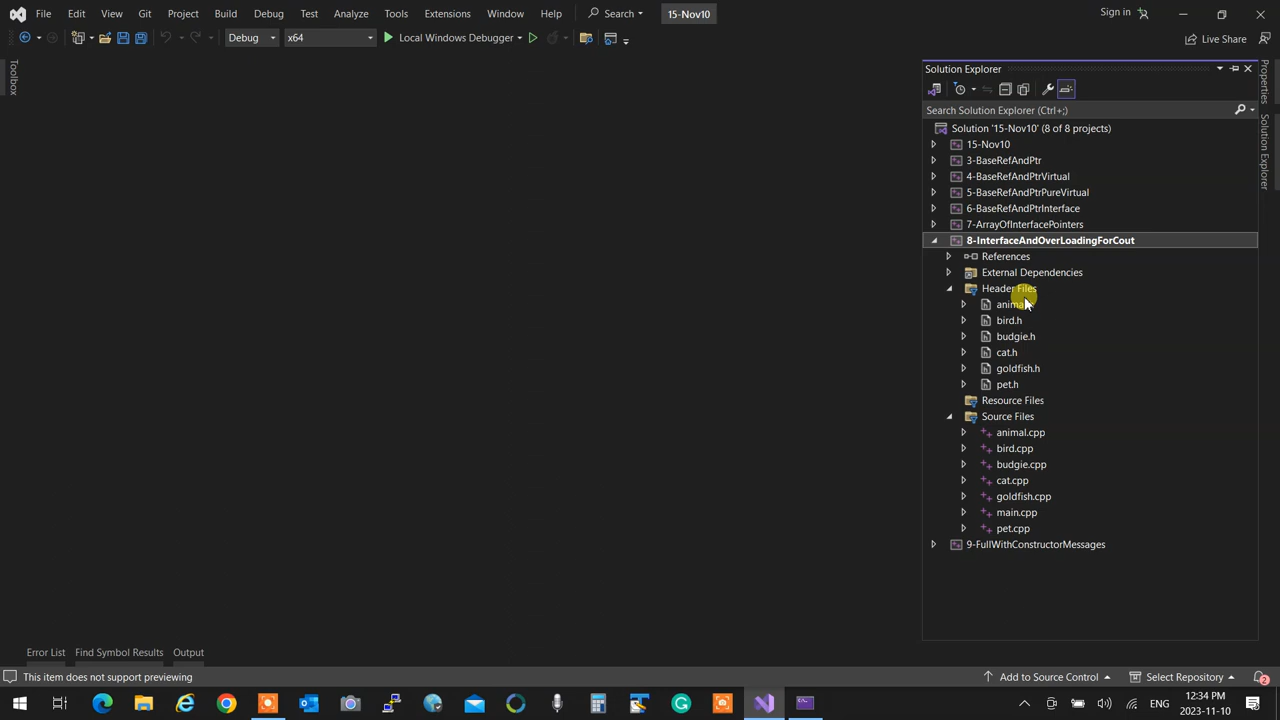 File Edit View Git Project Build Debug Test Analyze Tools Extensions Window Help Search 15-Nov10 Sign in
Debug x64 Local Windows Debugger Live Share
Toolbox
Solution Explorer
Properties
Solution Explorer
Search Solution Explorer (Ctrl+;)
Solution '15-Nov10' (8 of 8 projects)
15-Nov10
3-BaseRefAndPtr
4-BaseRefAndPtrVirtual
5-BaseRefAndPtrPureVirtual
6-BaseRefAndPtrInterface
7-ArrayOfInterfacePointers
8-InterfaceAndOverLoadingForCout
References
External Dependencies
Header Files
bird.h
budgie.h
cat.h
goldfish.h
pet.h
Resource Files
Source Files
animal.cpp
bird.cpp
budgie.cpp
cat.cpp
goldfish.cpp
main.cpp
pet.cpp
9-FullWithConstructorMessages
Error List Find Symbol Results Output
This item does not support previewing Add to Source Control Select Repository 2
ENG 12:34 PM
2023-11-10 2